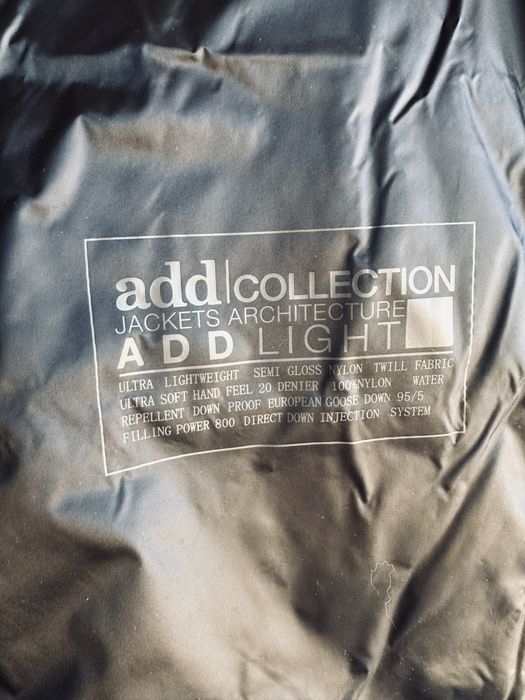 add|COLLECTION
JACKETS ARCHITECTURE
ADD LIGHT
ULTRA LIGHTWEIGHT SEMI GLOSS NYLON TWILL FABRIC
ULTRA SOFT HAND FEEL 20 DENIER 100%NYLON WATER
REPELLENT DOWN PROOF EUROPEAN GOOSE DOWN 95/5
FILLING POWER 800 DIRECT DOWN INJECTION SYSTEM